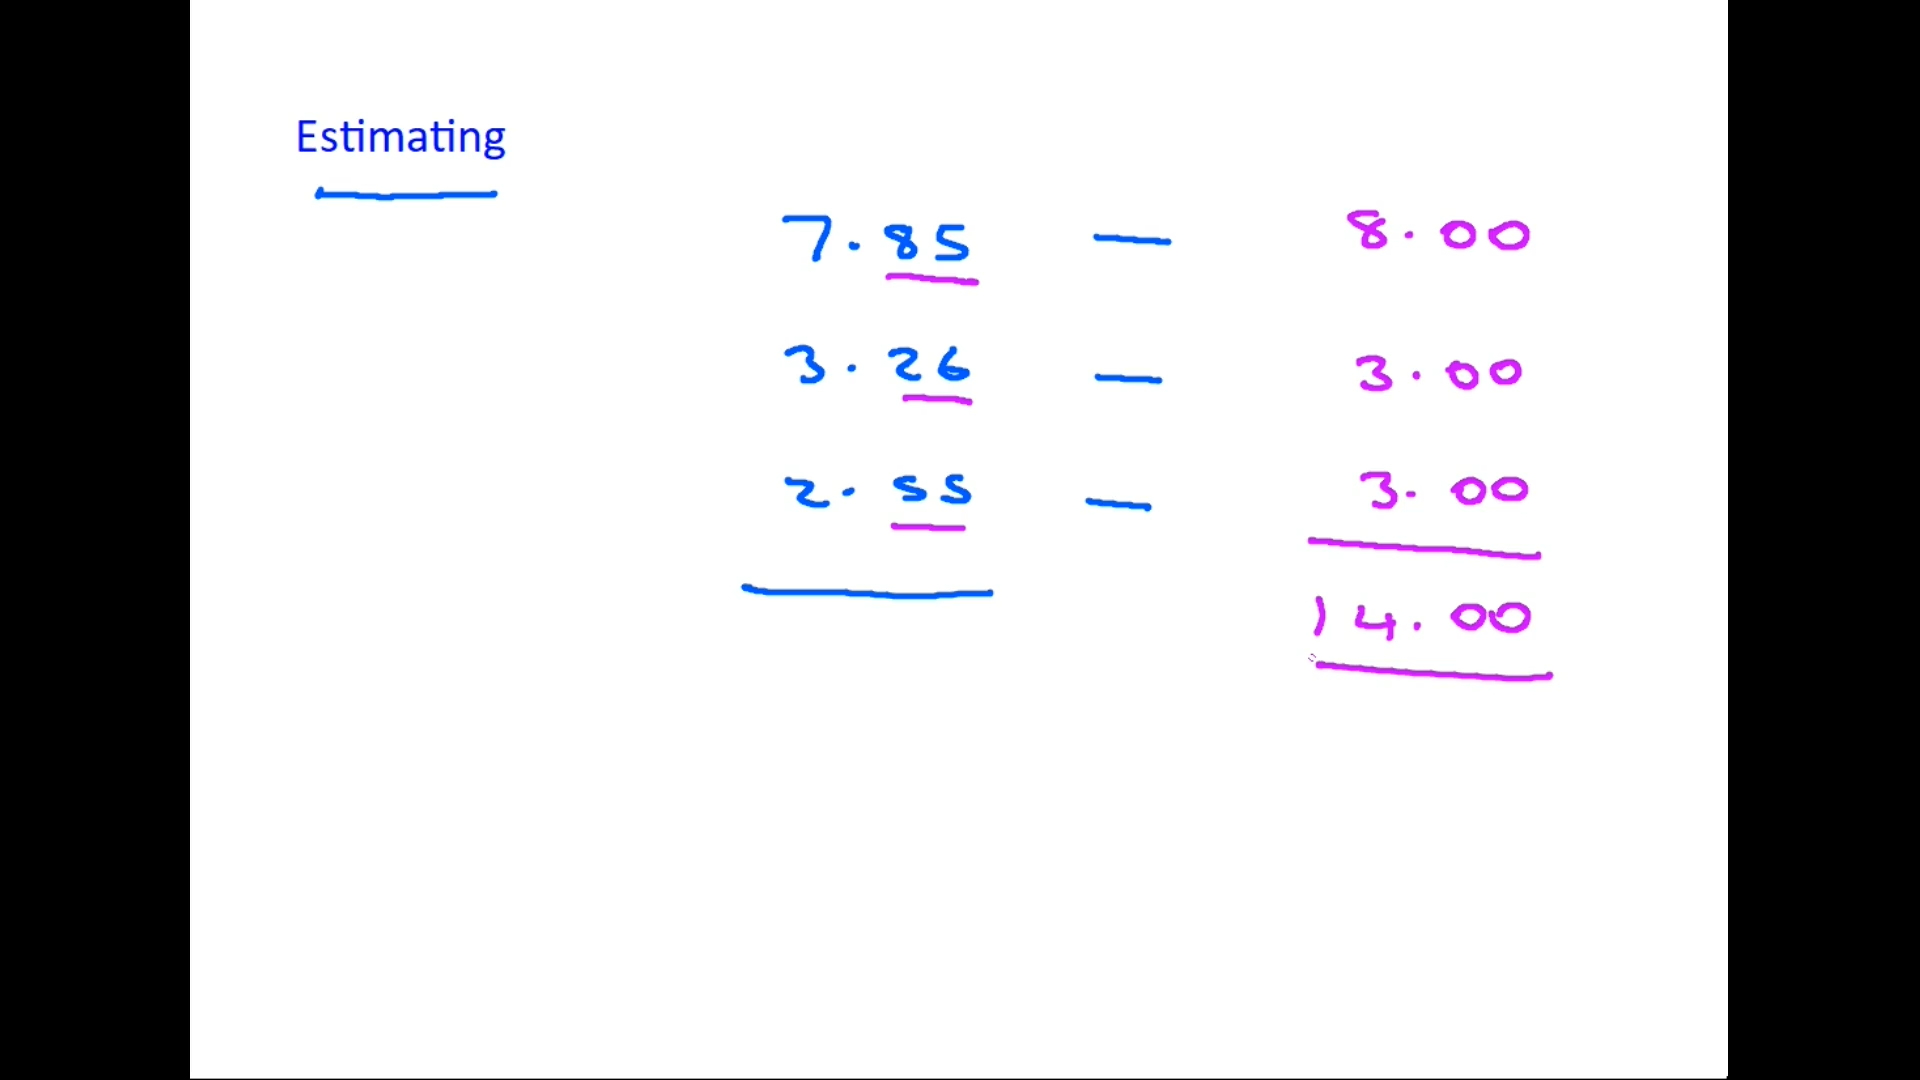 Estimating
7.85 — 8.00
3.26 — 3.00
2.55 — 3.00
14.00